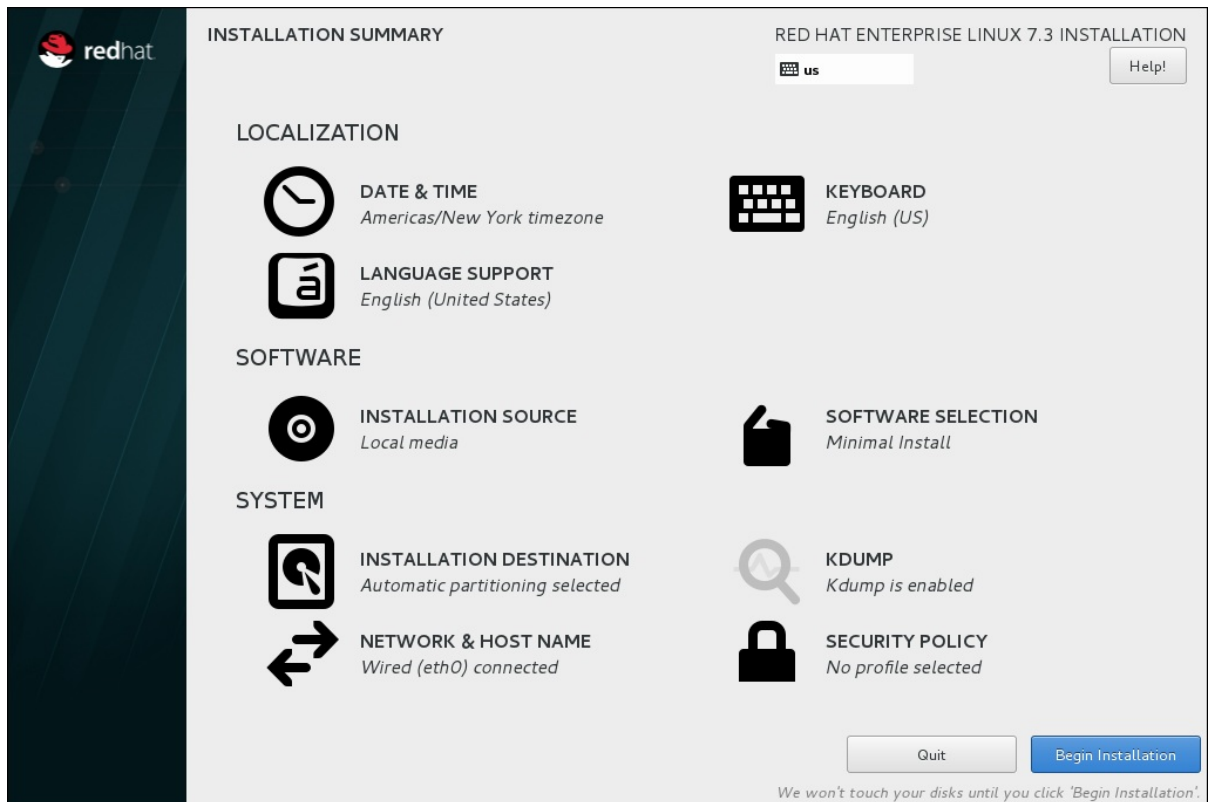 redhat.
INSTALLATION SUMMARY
RED HAT ENTERPRISE LINUX 7.3 INSTALLATION
us
Help!
LOCALIZATION
DATE & TIME
Americas/New York timezone
KEYBOARD
English (US)
á
LANGUAGE SUPPORT
English (United States)
SOFTWARE
INSTALLATION SOURCE
Local media
SOFTWARE SELECTION
Minimal Install
SYSTEM
INSTALLATION DESTINATION
Automatic partitioning selected
KDUMP
Kdump is enabled
NETWORK & HOST NAME
Wired (eth0) connected
SECURITY POLICY
No profile selected
Quit
Begin Installation
We won't touch your disks until you click 'Begin Installation'.